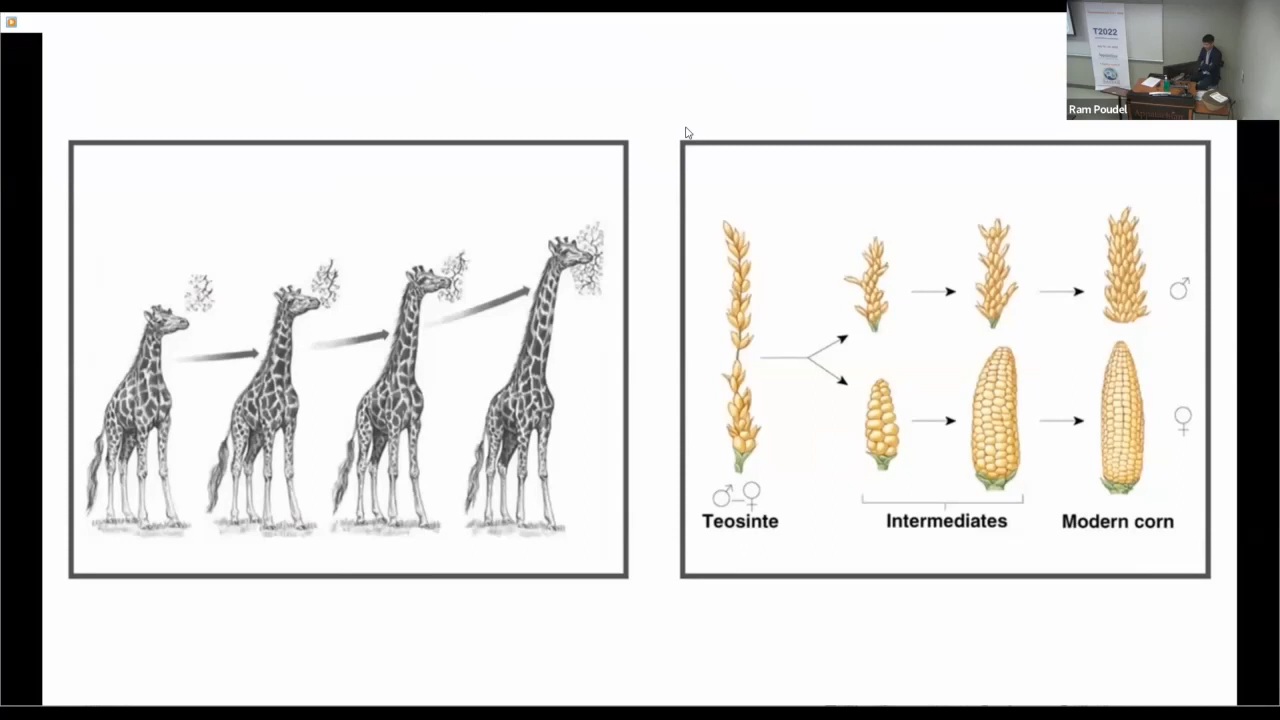 T2022
Ram Poudel
Teosinte
Intermediates
Modern corn